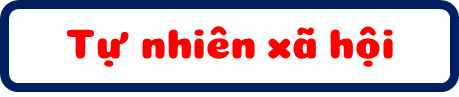 Tự nhiên xã hội